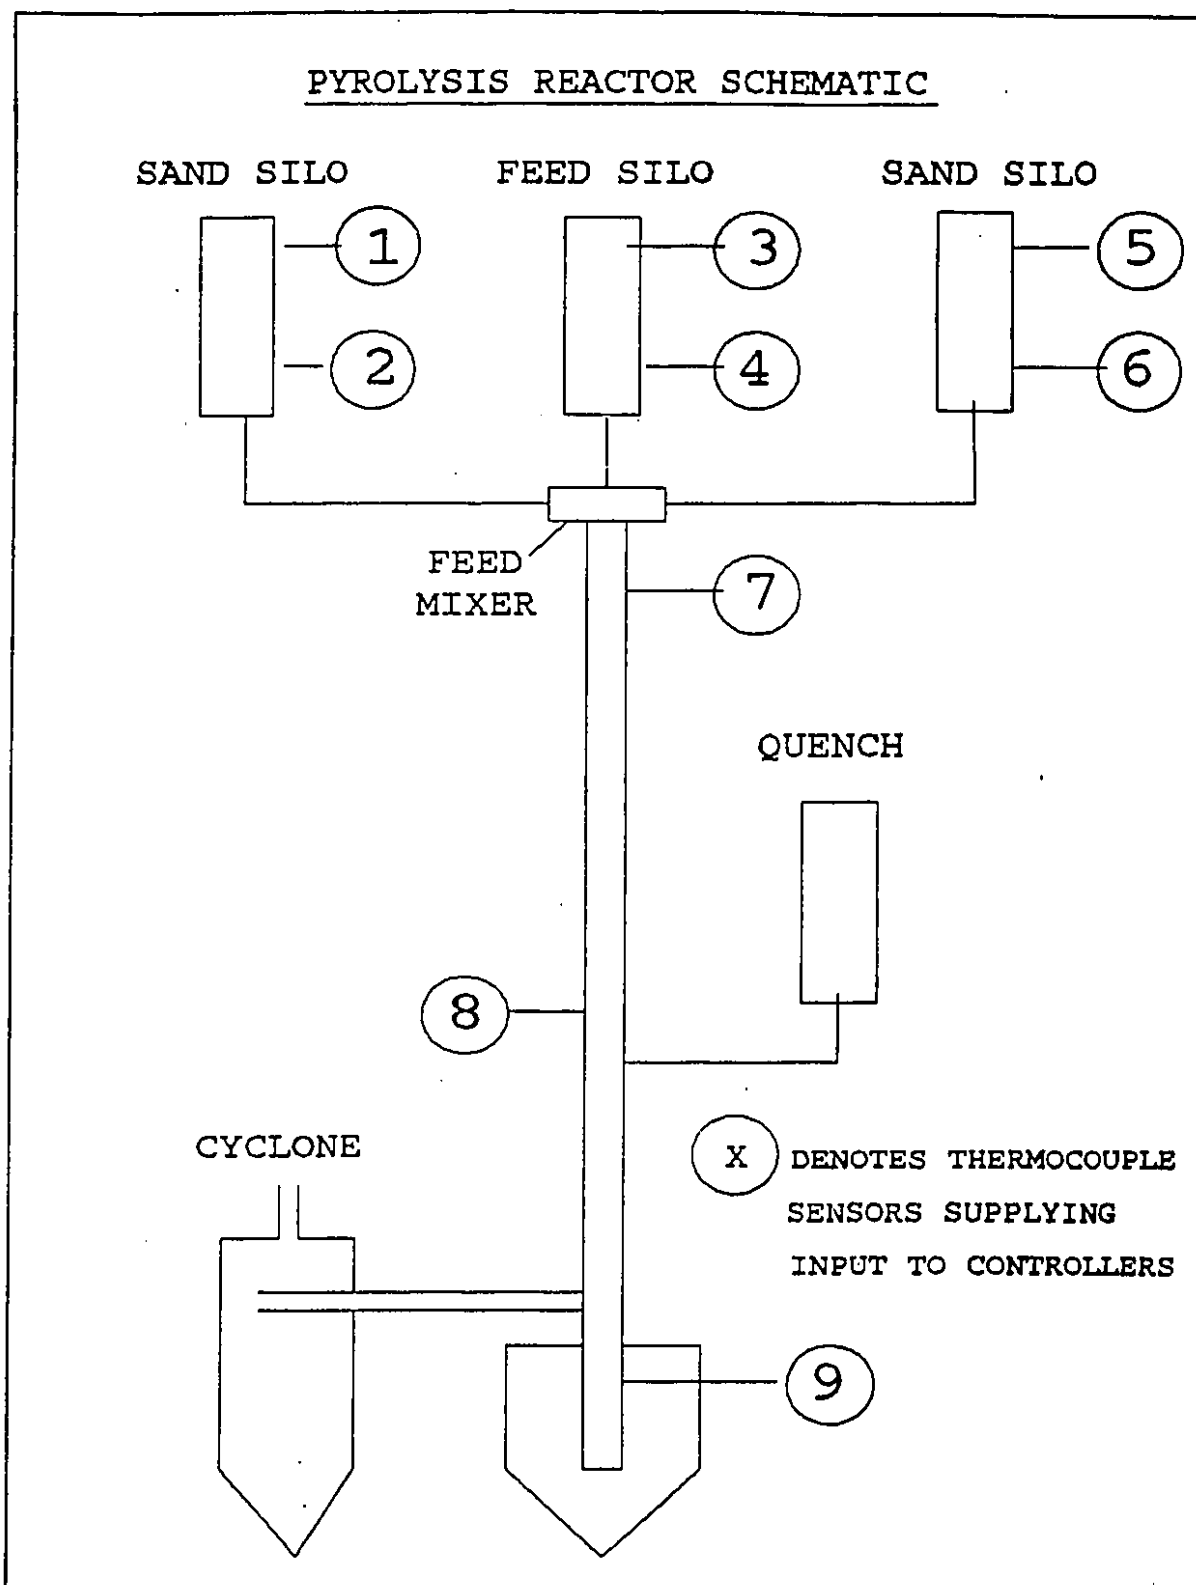 PYROLYSIS REACTOR SCHEMATIC
SAND SILO
FEED SILO
SAND SILO
1
3
5
2
4
6
FEED
MIXER
7
QUENCH
8
CYCLONE
X DENOTES THERMOCOUPLE
SENSORS SUPPLYING
INPUT TO CONTROLLERS
9